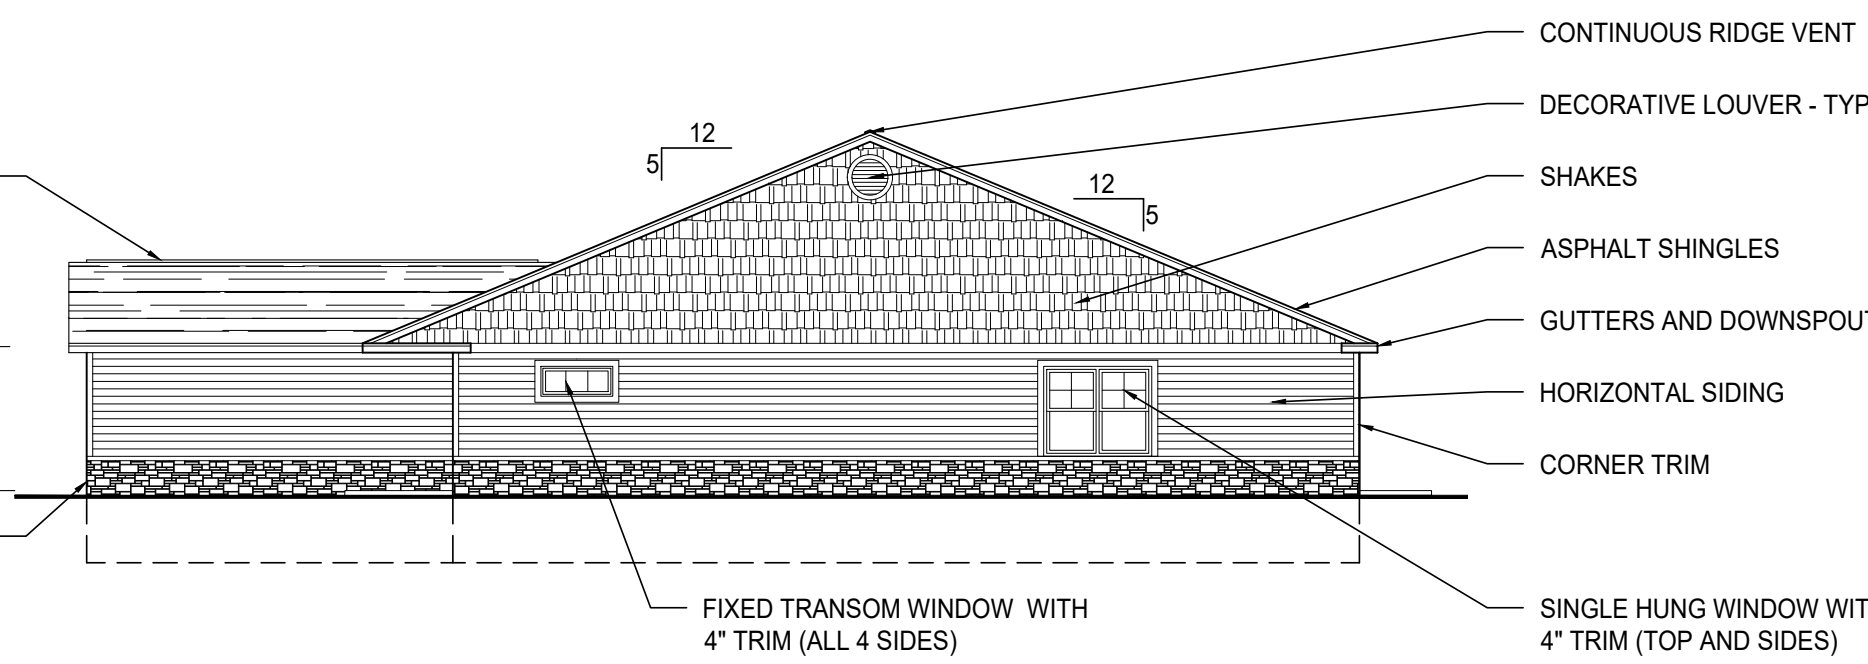 CONTINUOUS RIDGE VENT
DECORATIVE LOUVER - TYP
12
5
SHAKES
12
5
ASPHALT SHINGLES
GUTTERS AND DOWNSPOUT
HORIZONTAL SIDING
CORNER TRIM
FIXED TRANSOM WINDOW WITH
4" TRIM (ALL 4 SIDES)
SINGLE HUNG WINDOW WIT
4" TRIM (TOP AND SIDES)